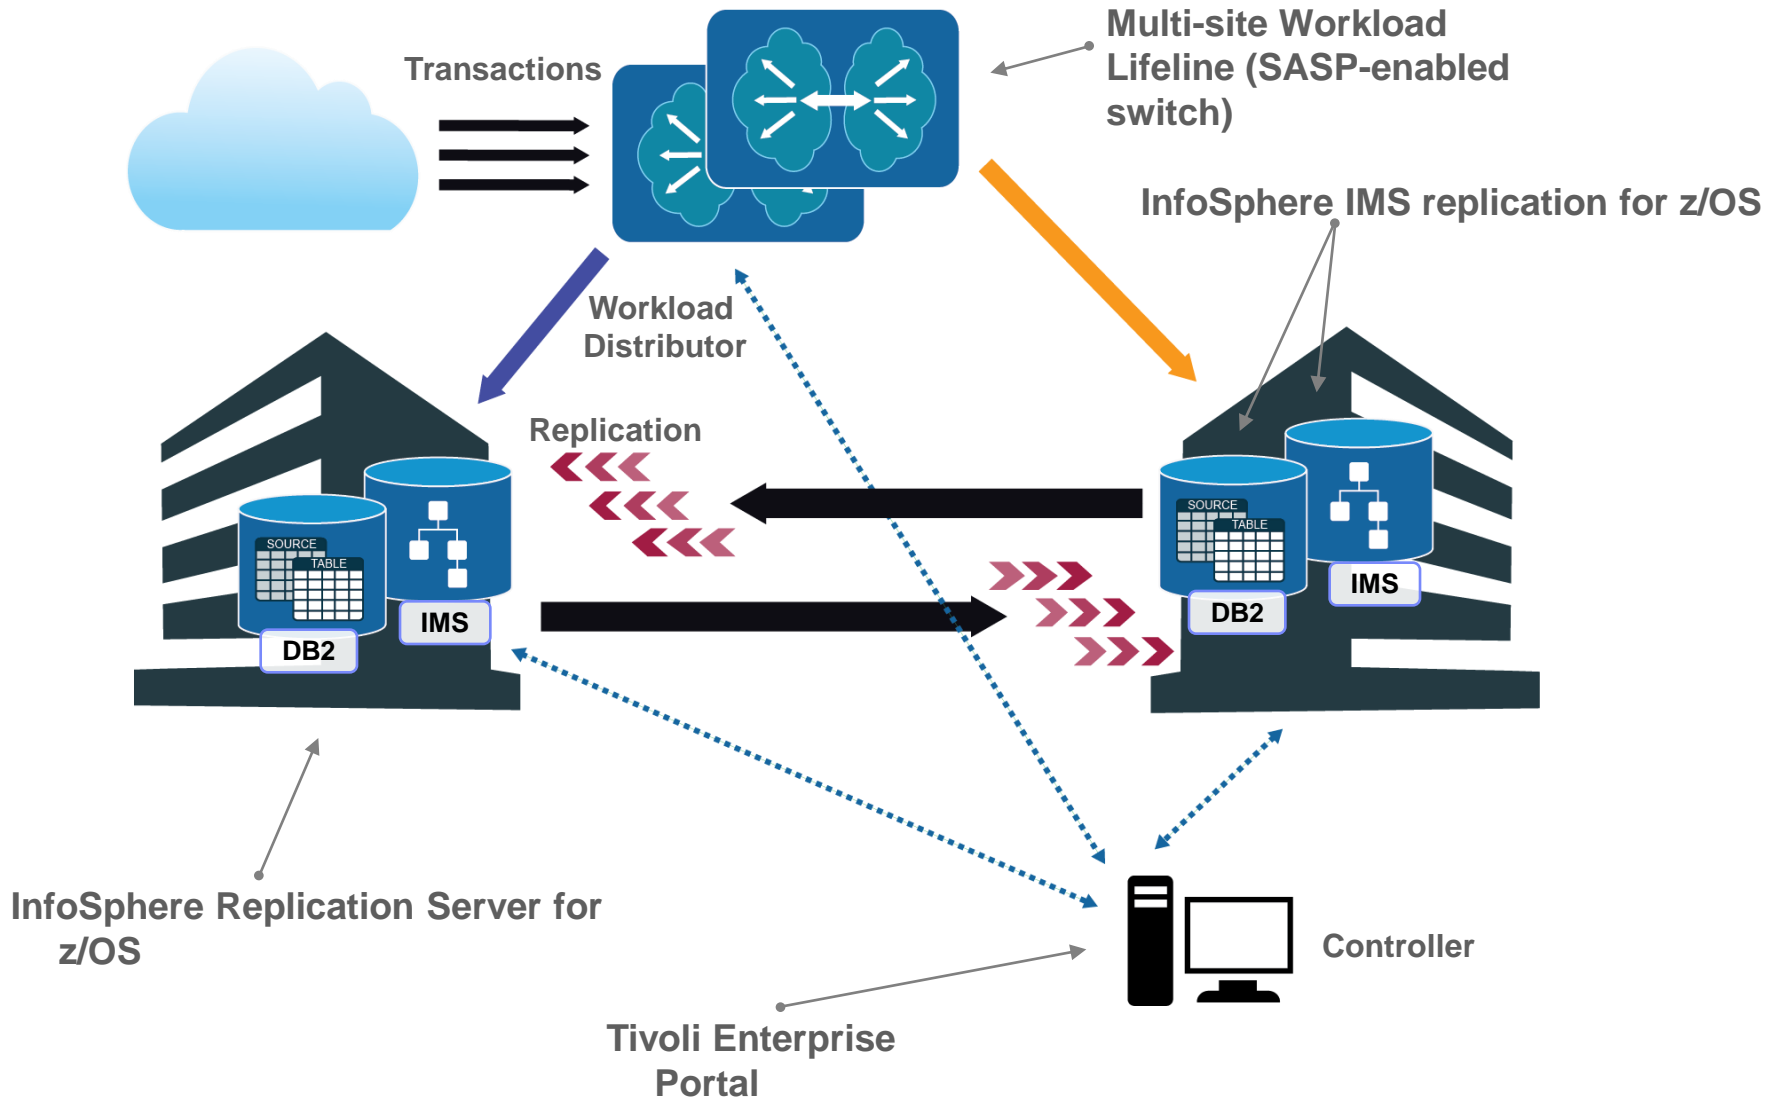 Multi-site Workload
Lifeline (SASP-enabled
switch)
Transactions
InfoSphere IMS replication for z/OS
Workload
Distributor
Replication
SOURCE
TABLE
IMS
DB2
SOURCE
TABLE
IMS
DB2
InfoSphere Replication Server for
z/OS
Controller
Tivoli Enterprise
Portal